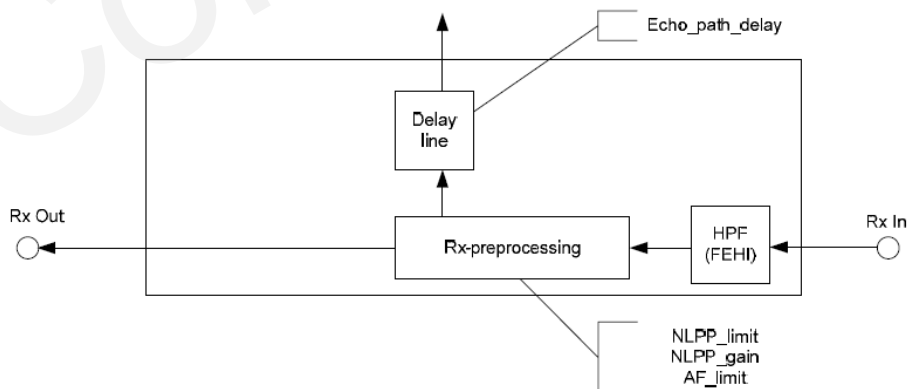 Echo_path_delay
Delay
line
Rx Out
Rx In
HPF
(FEHI)
Rx-preprocessing
NLPP_limit
NLPP_gain
AF_limit